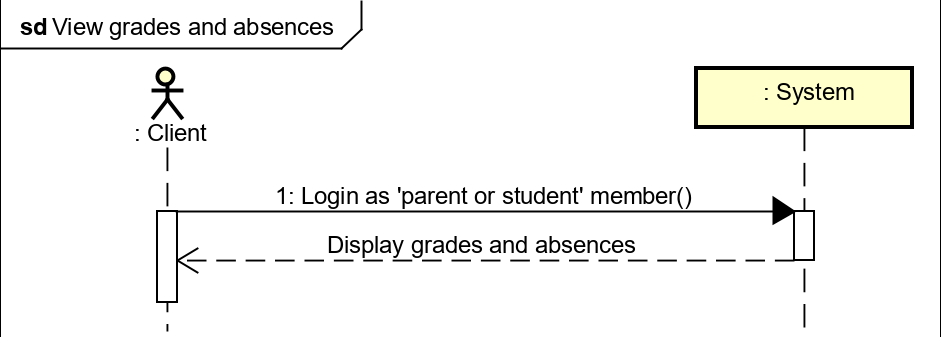 sd View grades and absences
: Client
: System
1: Login as 'parent or student' member()
Display grades and absences